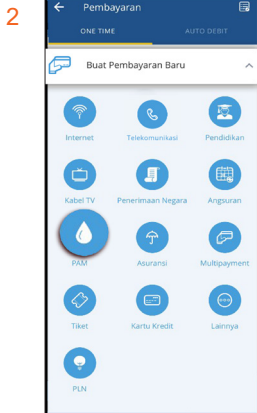 2
Pembayaran
ONE TIME AUTO DEBIT
Buat Pembayaran Baru
Internet Telekomunikasi Pendidikan
Kabel TV Penerimaan Negara Angsuran
PAM Asuransi Multipayment
Tiket Kartu Kredit Lainnya
PLN